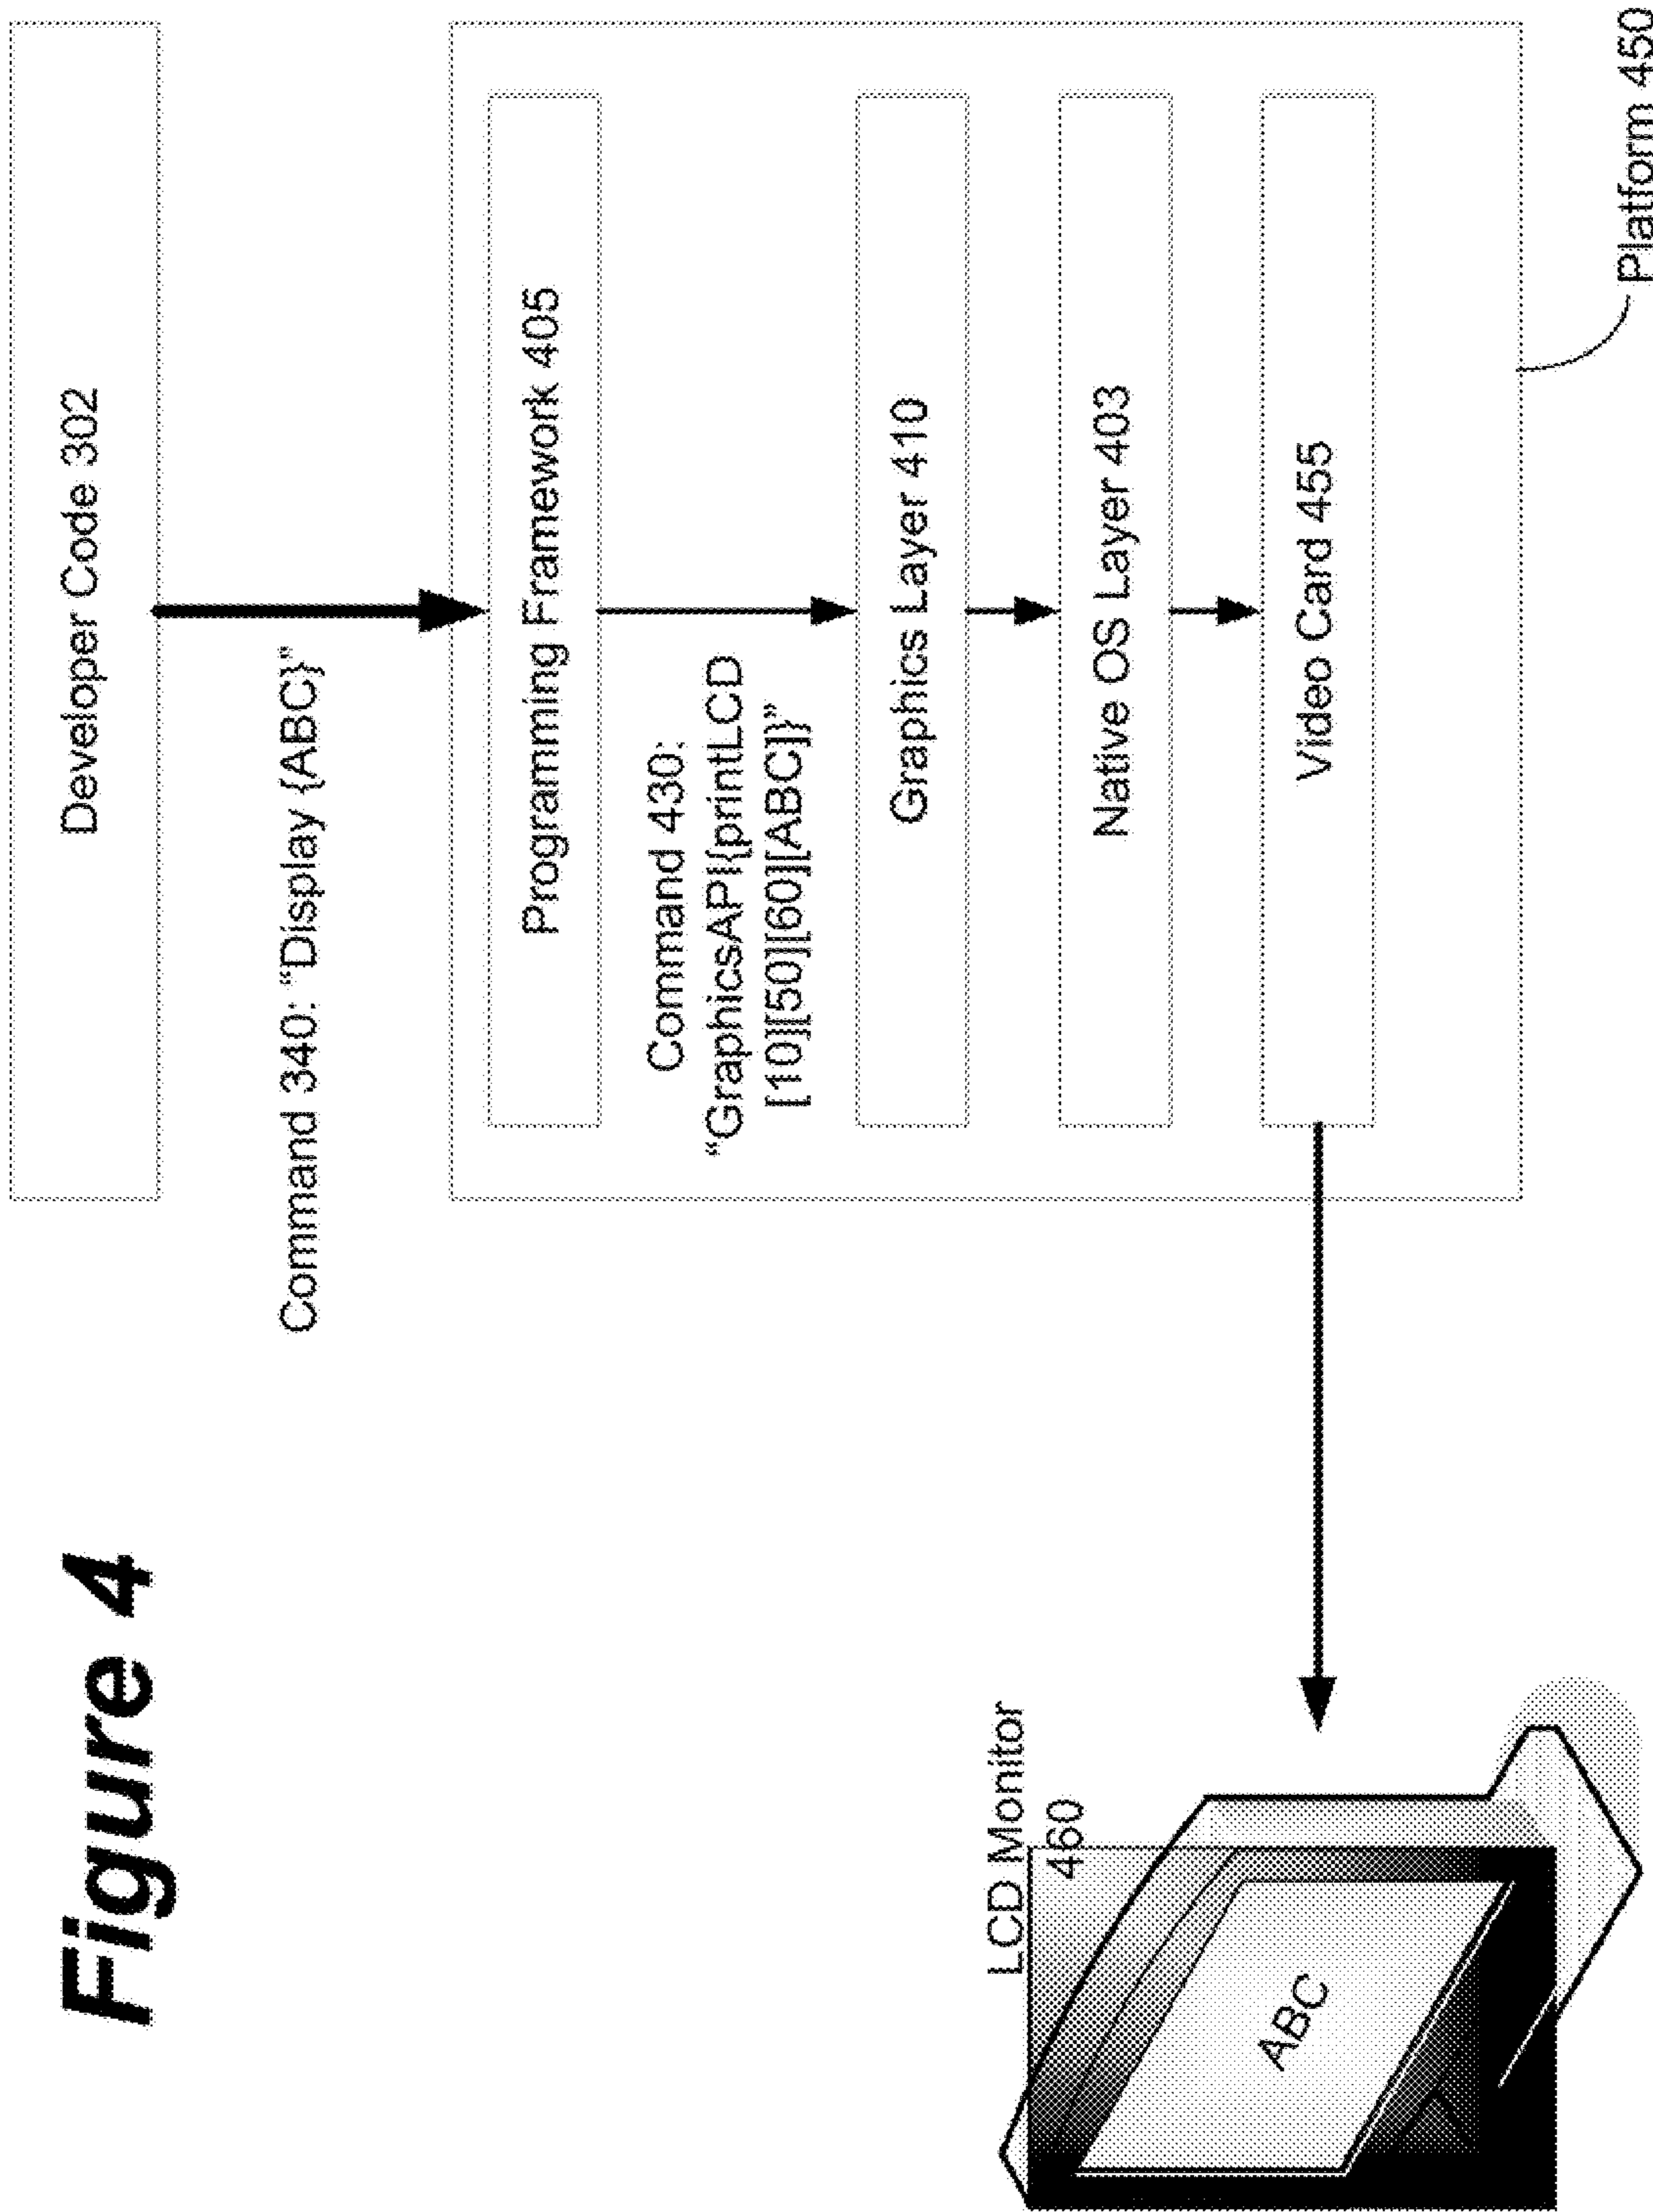 Figure 4
Developer Code 302
Command 340: “Display {ABC}”
Programming Framework 405
Command 430:
“GraphicsAPI{printLCD
[10][50][60][ABC]}”
Graphics Layer 410
Native OS Layer 403
Video Card 455
Platform 450
LCD Monitor
460
ABC